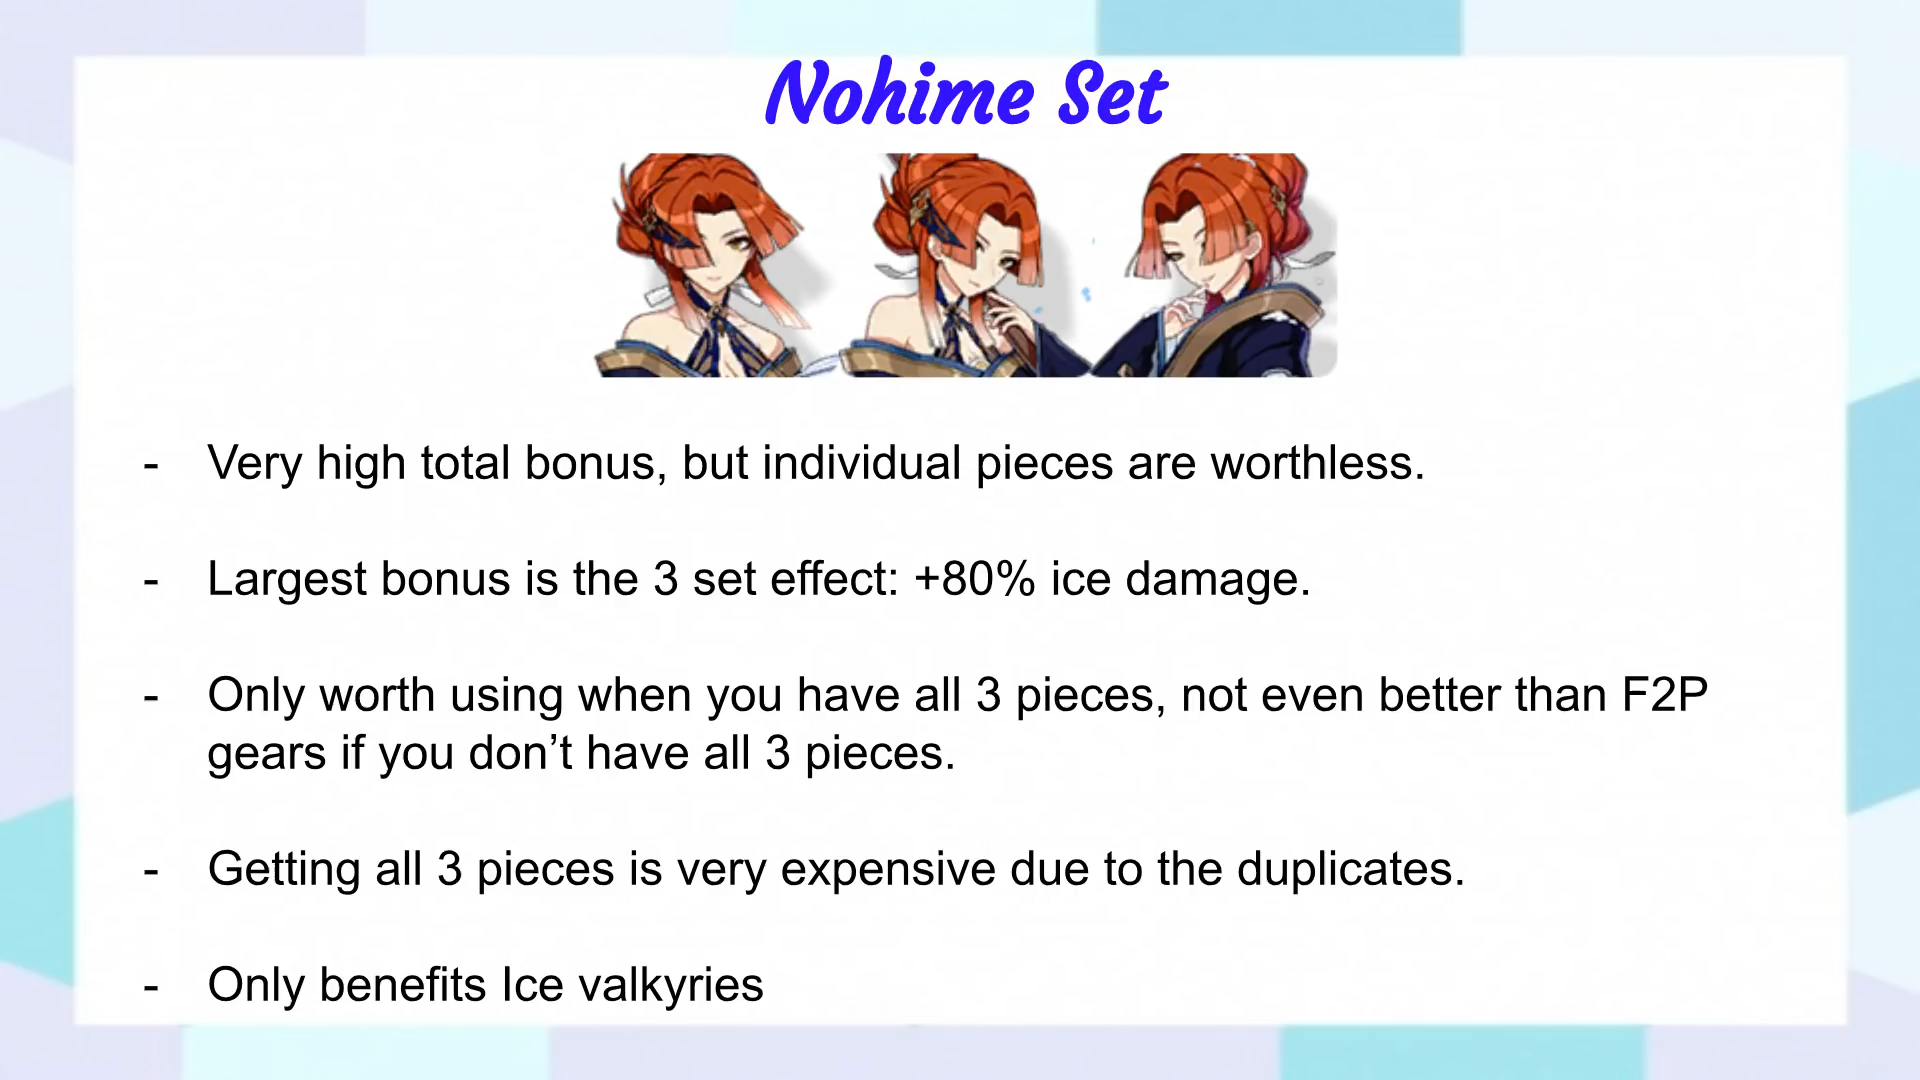 Nohime Set
- Very high total bonus, but individual pieces are worthless.
- Largest bonus is the 3 set effect: +80% ice damage.
- Only worth using when you have all 3 pieces, not even better than F2P
gears if you don’t have all 3 pieces.
- Getting all 3 pieces is very expensive due to the duplicates.
- Only benefits Ice valkyries